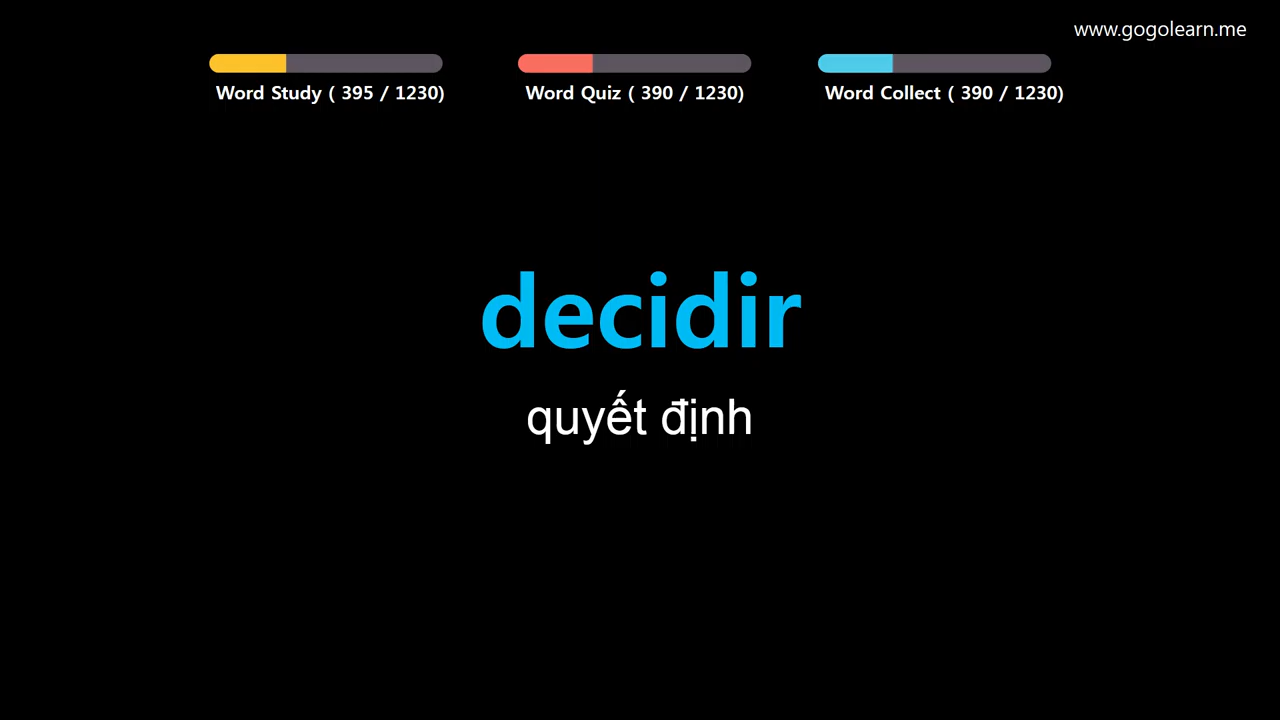 www.gogolearn.me
Word Study ( 395 / 1230)
Word Quiz ( 390 / 1230)
Word Collect ( 390 / 1230)
decidir
quyết định